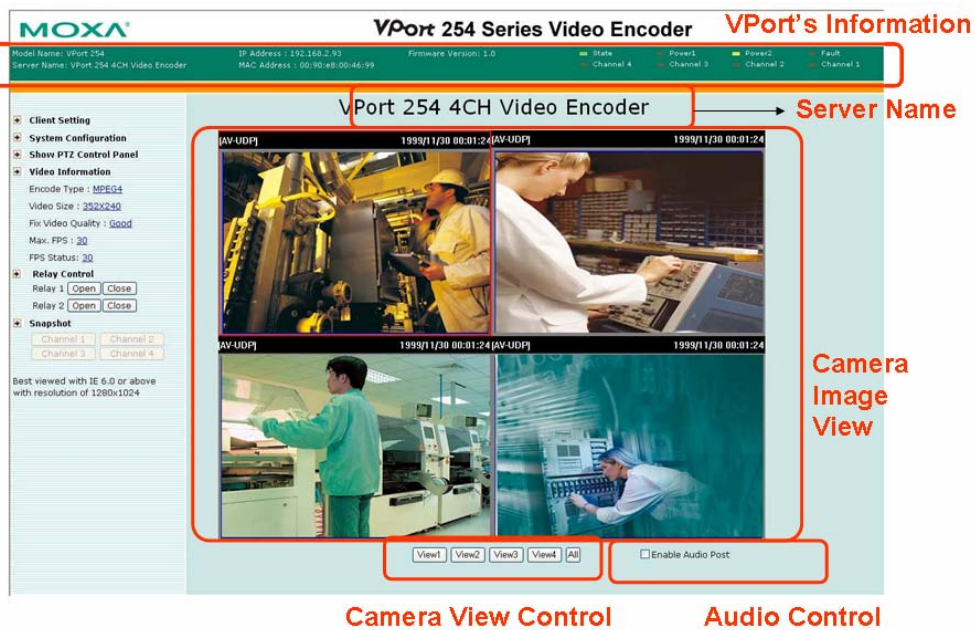 MOXA
VPort 254 Series Video Encoder
VPort's Information
Model Name: VPort 254
IP Address : 192.168.2.93
Firmware Version: 1.0
State
Power1
Power2
Fault
Server Name: VPort 254 4CH Video Encoder
MAC Address : 00:90:e8:00:46:99
Channel 4
Channel 3
Channel 2
Channel 1
VPort 254 4CH Video Encoder
Server Name
Client Setting
System Configuration
Show PTZ Control Panel
Video Information
Encode Type : MPEG4
Video Size : 352X240
Fix Video Quality : Good
Max. FPS : 30
FPS Status: 30
Relay Control
Relay 1 Open Close
Relay 2 Open Close
Snapshot
Channel 1 Channel 2
Channel 3 Channel 4
Best viewed with IE 6.0 or above
with resolution of 1280x1024
[AV-UDP] 1999/11/30 00:01:24
[AV-UDP] 1999/11/30 00:01:24
[AV-UDP] 1999/11/30 00:01:24
[AV-UDP] 1999/11/30 00:01:24
Camera
Image
View
View1 View2 View3 View4 All
Enable Audio Post
Camera View Control
Audio Control